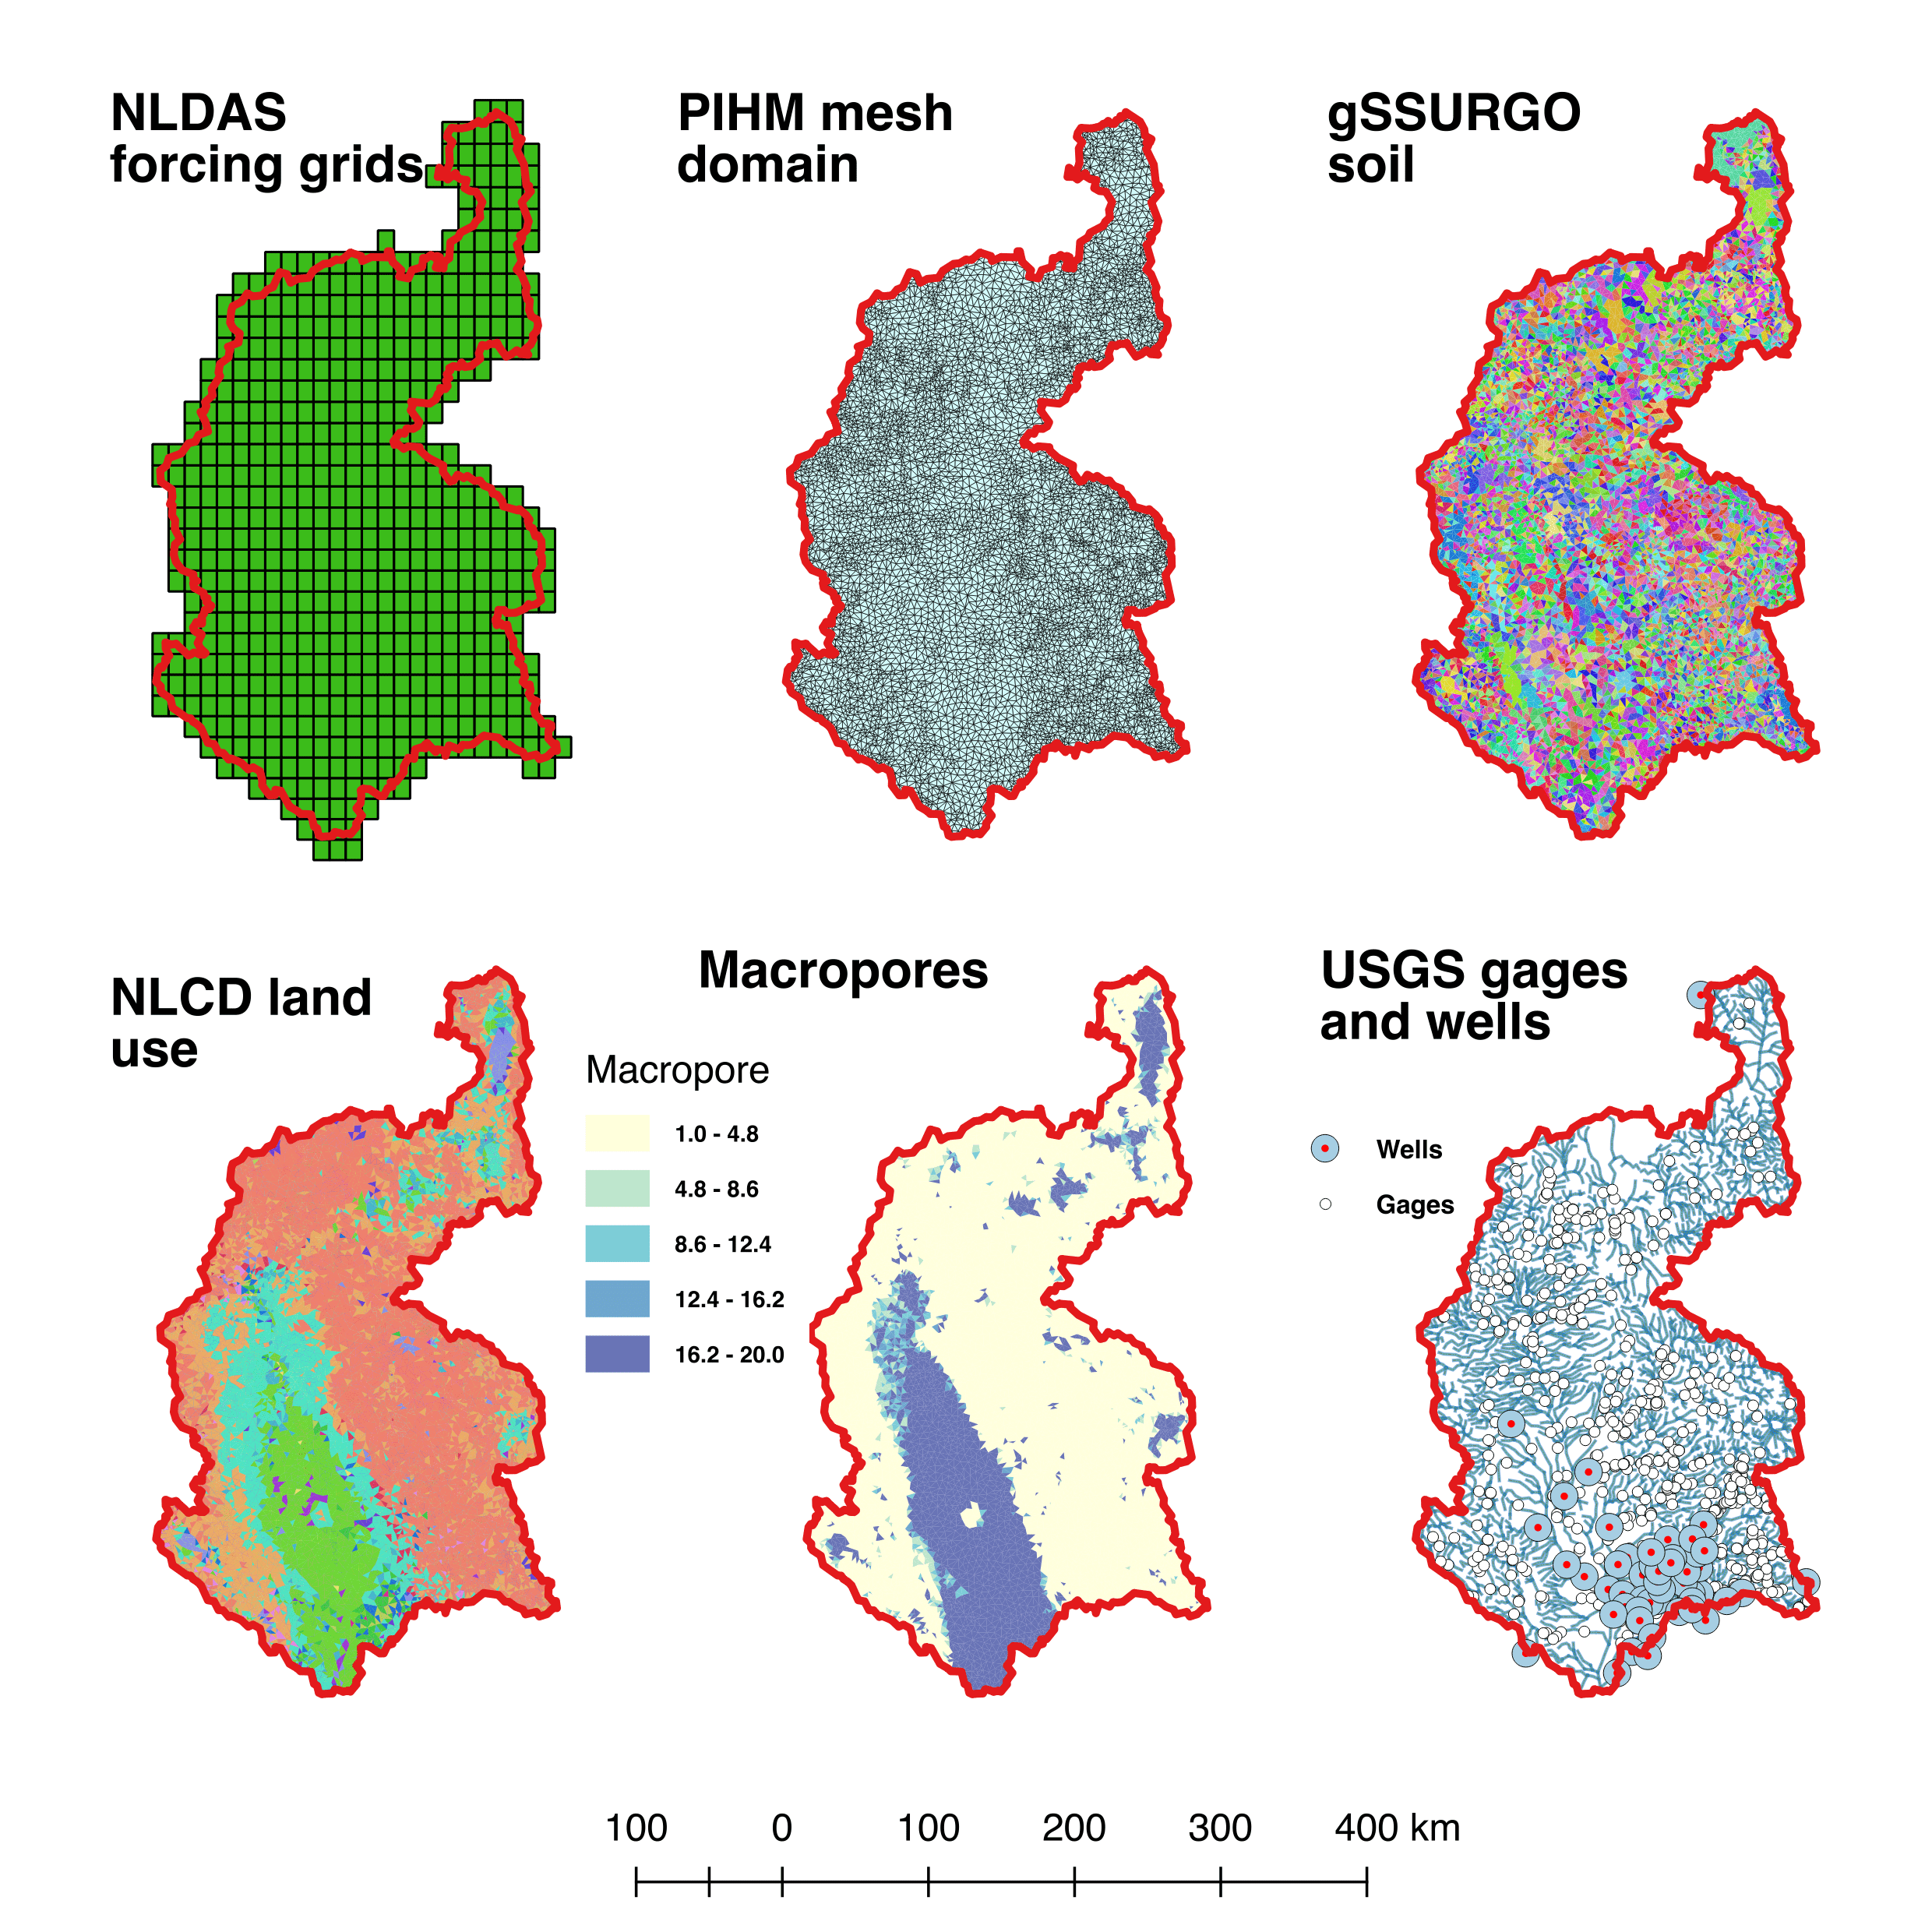 NLDAS
forcing grids
PIHM mesh
domain
gSSURGO
soil
NLCD land
use
Macropores
Macropore
1.0 - 4.8
4.8 - 8.6
8.6 - 12.4
12.4 - 16.2
16.2 - 20.0
USGS gages
and wells
Wells
Gages
100 0 100 200 300 400 km